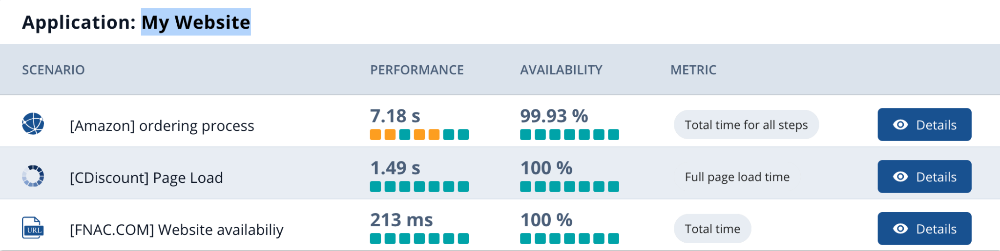 Application: My Website
SCENARIO PERFORMANCE AVAILABILITY METRIC
[Amazon] ordering process 7.18 s 99.93 % Total time for all steps Details
[CDiscount] Page Load 1.49 s 100 % Full page load time Details
URL [FNAC.COM] Website availabiliy 213 ms 100 % Total time Details